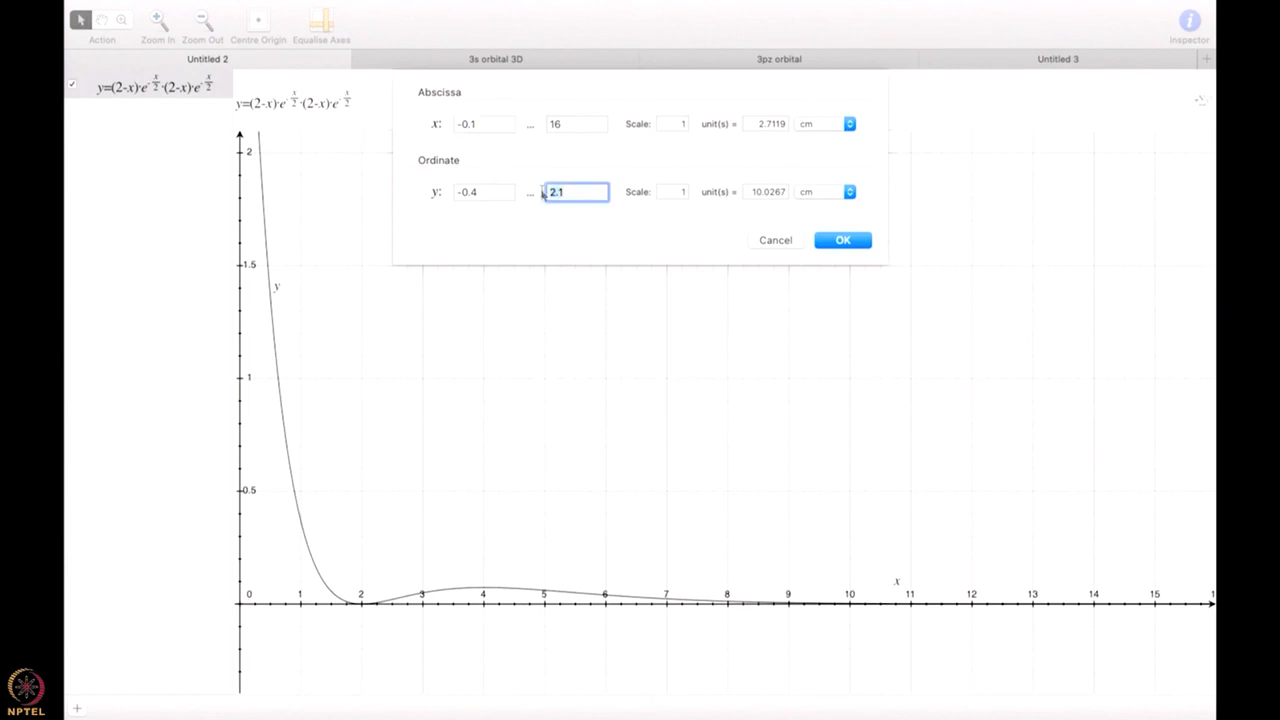 Action Zoom In Zoom Out Centre Origin Equalise Axes Inspector
Untitled 2 3s orbital 3D 3pz orbital Untitled 3 +
y=(2-x)·e^-x/2·(2-x)·e^-x/2
y=(2-x)·e^-x/2·(2-x)·e^-x/2
Abscissa
x: -0.1 ... 16 Scale: 1 unit(s) = 2.7119 cm
Ordinate
y: -0.4 ... 2.1 Scale: 1 unit(s) = 10.0267 cm
Cancel OK
2
1.5
y
1
0.5
x
0 1 2 3 4 5 6 7 8 9 10 11 12 13 14 15 1
+
NPTEL